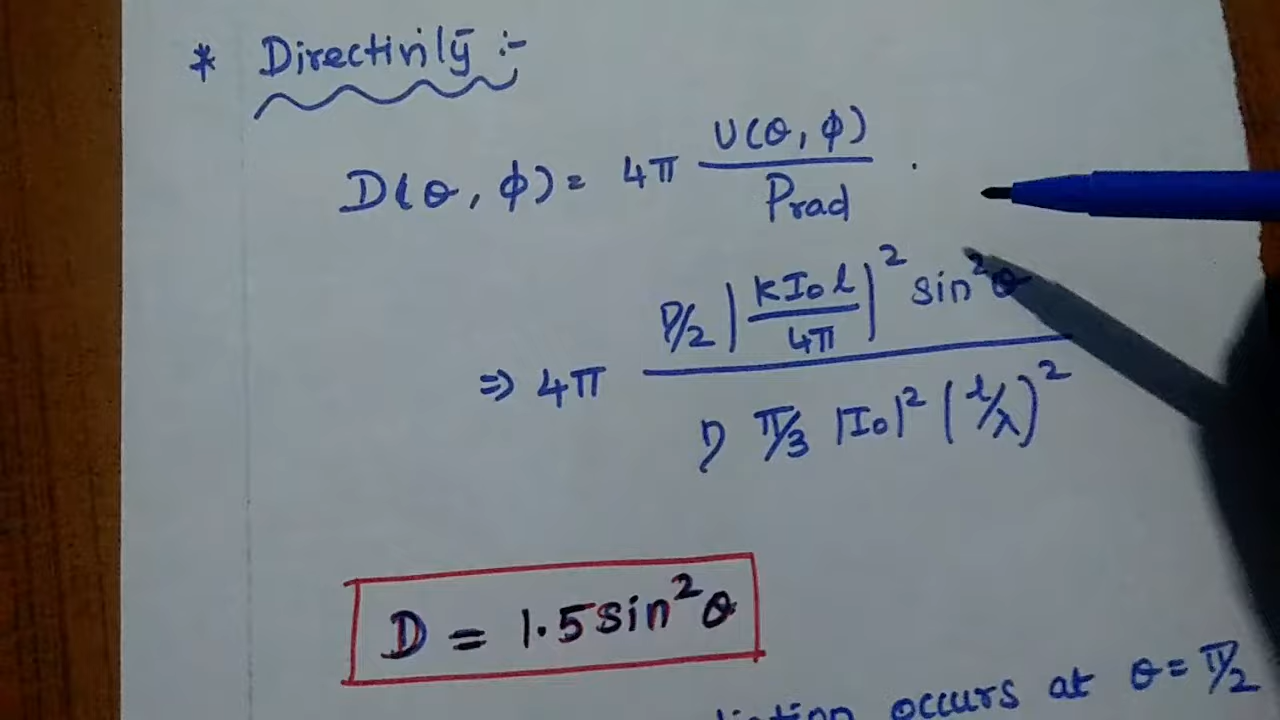 * Directivity :-
D(θ, φ) = 4π U(θ, φ) / Prad .
⇒ 4π η/2 |kI₀l / 4π|² sin²θ / η π/3 |I₀|² (l/λ)²
D = 1.5 sin²θ
occurs at θ = π/2